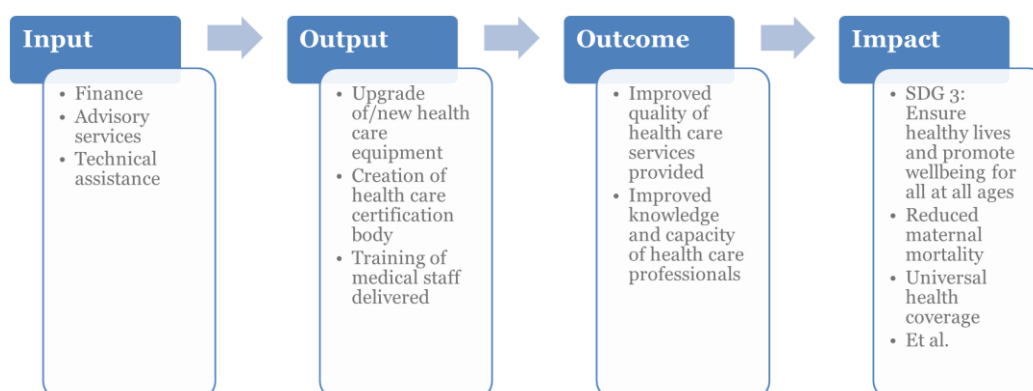 Input
• Finance
• Advisory
services
• Technical
assistance
Output
• Upgrade
of/new health
care
equipment
• Creation of
health care
certification
body
• Training of
medical staff
delivered
Outcome
• Improved
quality of
health care
services
provided
• Improved
knowledge
and capacity
of health care
professionals
Impact
• SDG 3:
Ensure
healthy lives
and promote
wellbeing for
all at all ages
• Reduced
maternal
mortality
• Universal
health
coverage
• Et al.